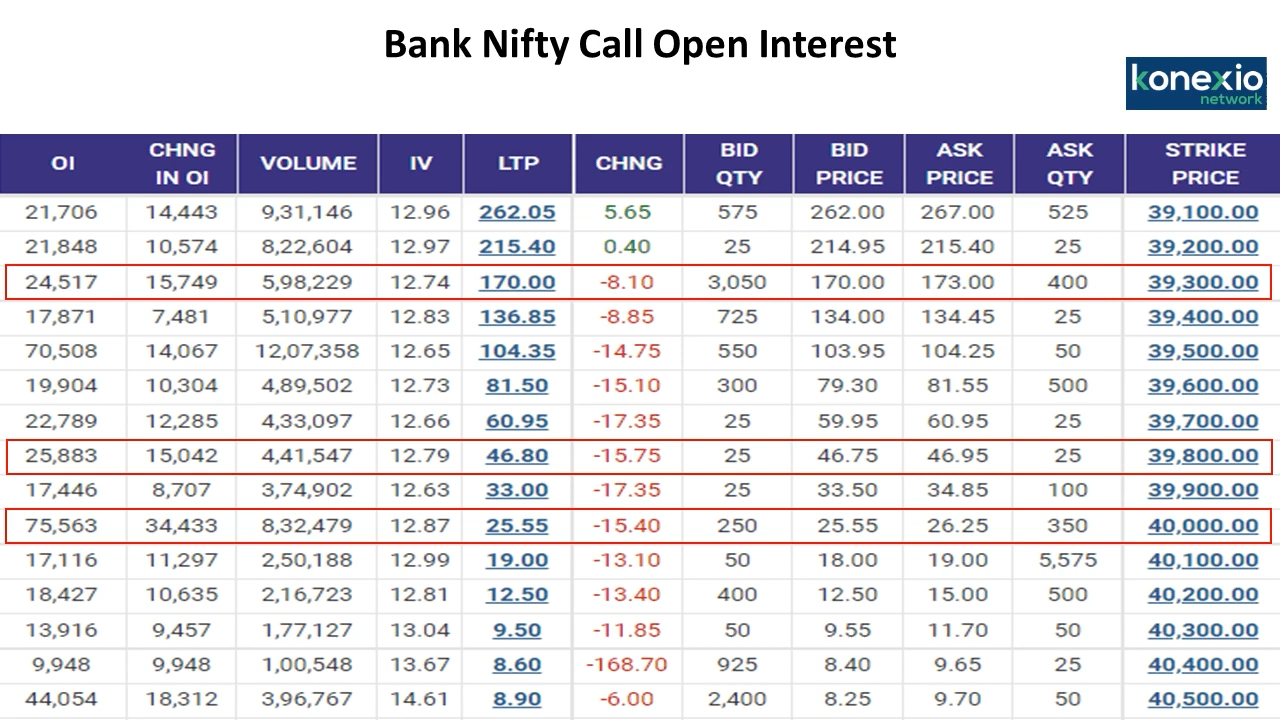 Bank Nifty Call Open Interest
konexio
network
OI CHNG IN OI VOLUME IV LTP CHNG BID QTY BID PRICE ASK PRICE ASK QTY STRIKE PRICE
21,706 14,443 9,31,146 12.96 262.05 5.65 575 262.00 267.00 525 39,100.00
21,848 10,574 8,22,604 12.97 215.40 0.40 25 214.95 215.40 25 39,200.00
24,517 15,749 5,98,229 12.74 170.00 -8.10 3,050 170.00 173.00 400 39,300.00
17,871 7,481 5,10,977 12.83 136.85 -8.85 725 134.00 134.45 25 39,400.00
70,508 14,067 12,07,358 12.65 104.35 -14.75 550 103.95 104.25 50 39,500.00
19,904 10,304 4,89,502 12.73 81.50 -15.10 300 79.30 81.55 500 39,600.00
22,789 12,285 4,33,097 12.66 60.95 -17.35 25 59.95 60.95 25 39,700.00
25,883 15,042 4,41,547 12.79 46.80 -15.75 25 46.75 46.95 25 39,800.00
17,446 8,707 3,74,902 12.63 33.00 -17.35 25 33.50 34.85 100 39,900.00
75,563 34,433 8,32,479 12.87 25.55 -15.40 250 25.55 26.25 350 40,000.00
17,116 11,297 2,50,188 12.99 19.00 -13.10 50 18.00 19.00 5,575 40,100.00
18,427 10,635 2,16,723 12.81 12.50 -13.40 400 12.50 15.00 500 40,200.00
13,916 9,457 1,77,127 13.04 9.50 -11.85 50 9.55 11.70 50 40,300.00
9,948 9,948 1,00,548 13.67 8.60 -168.70 925 8.40 9.65 25 40,400.00
44,054 18,312 3,96,767 14.61 8.90 -6.00 2,400 8.25 9.70 50 40,500.00